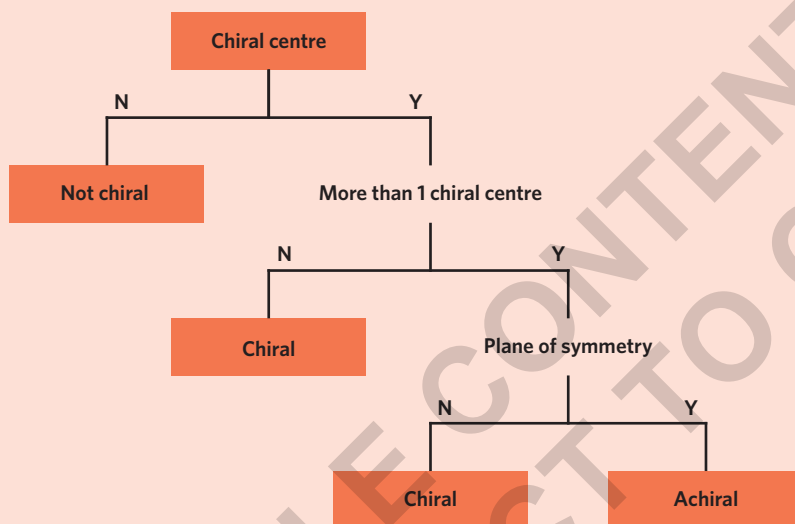 Chiral centre
N
Y
Not chiral
More than 1 chiral centre
N
Y
Chiral
Plane of symmetry
N
Y
Chiral
Achiral